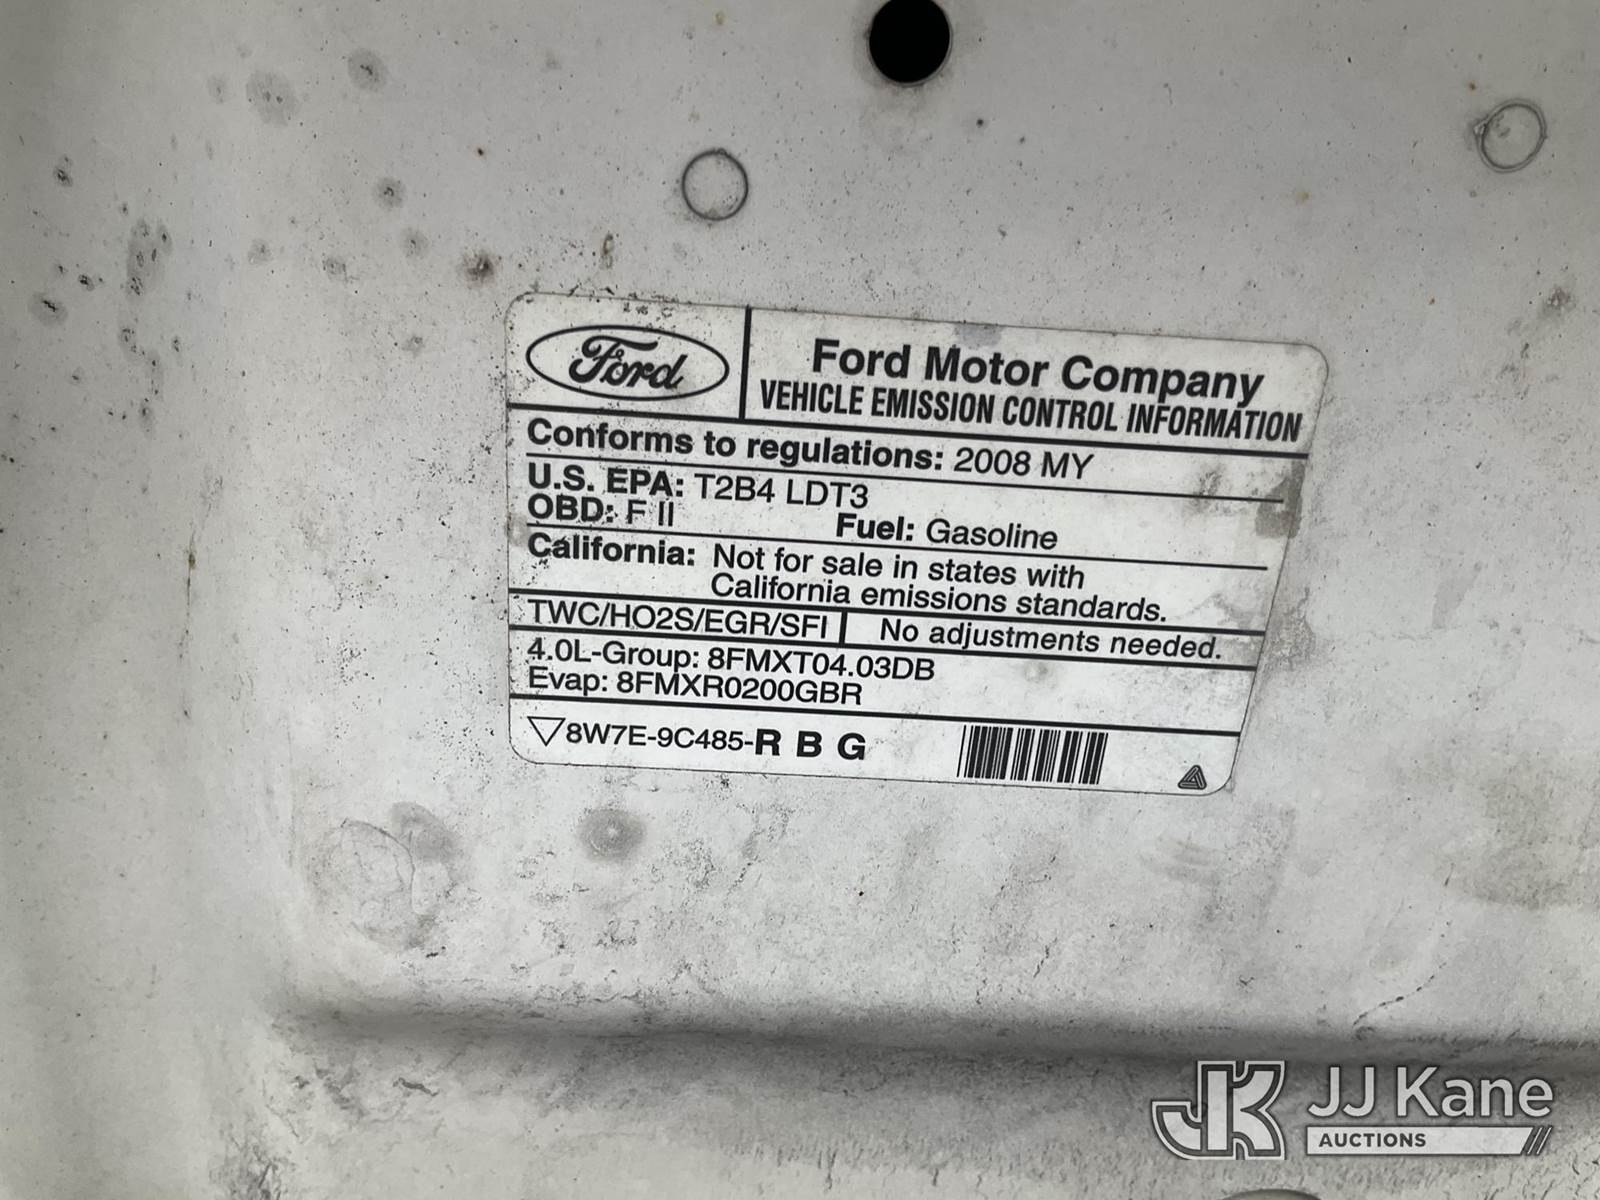 Ford
Ford Motor Company
VEHICLE EMISSION CONTROL INFORMATION
Conforms to regulations: 2008 MY
U.S. EPA: T2B4 LDT3
OBD: F II Fuel: Gasoline
California: Not for sale in states with
California emissions standards.
TWC/HO2S/EGR/SFI No adjustments needed.
4.0L-Group: 8FMXT04.03DB
Evap: 8FMXR0200GBR
8W7E-9C485-R B G
JK JJ Kane
AUCTIONS